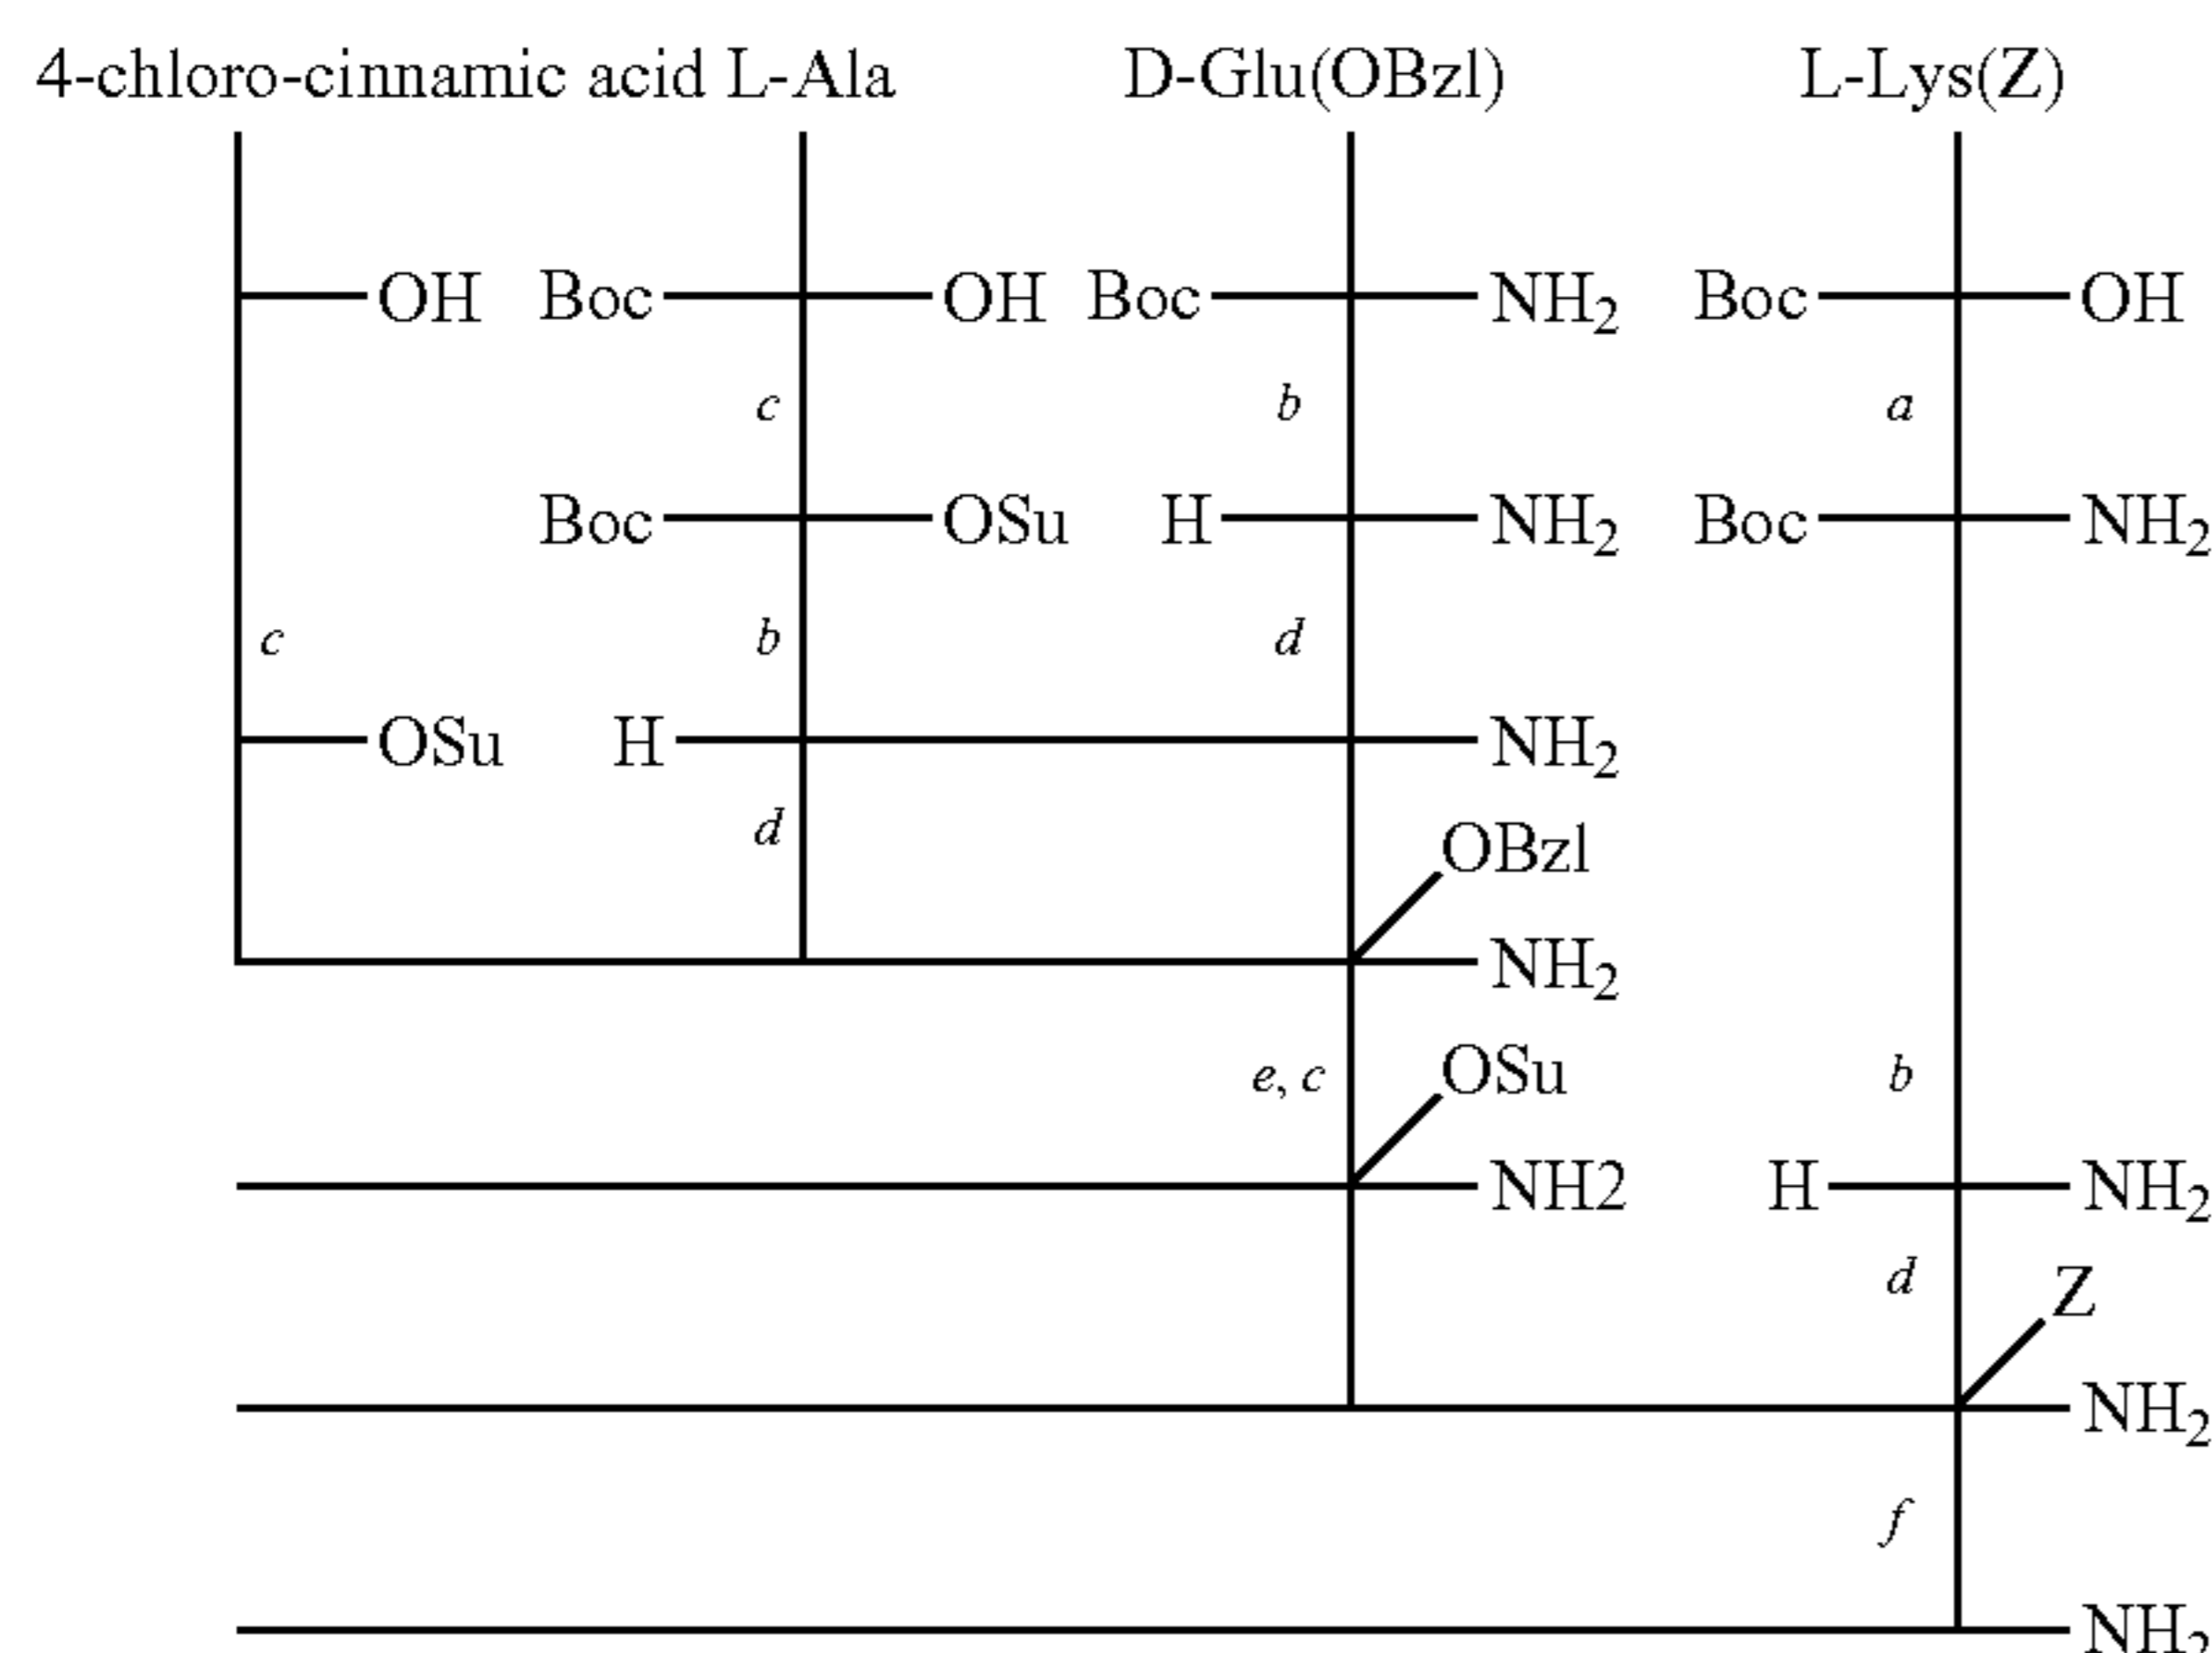 4-chloro-cinnamic acid L-Ala D-Glu(OBzl) L-Lys(Z)
OH Boc OH Boc NH2 Boc OH
c b a
Boc OSu H NH2 Boc NH2
c b d
OSu H NH2
d OBzl
NH2
e, c OSu b
NH2 H NH2
d Z
NH2
f
NH2